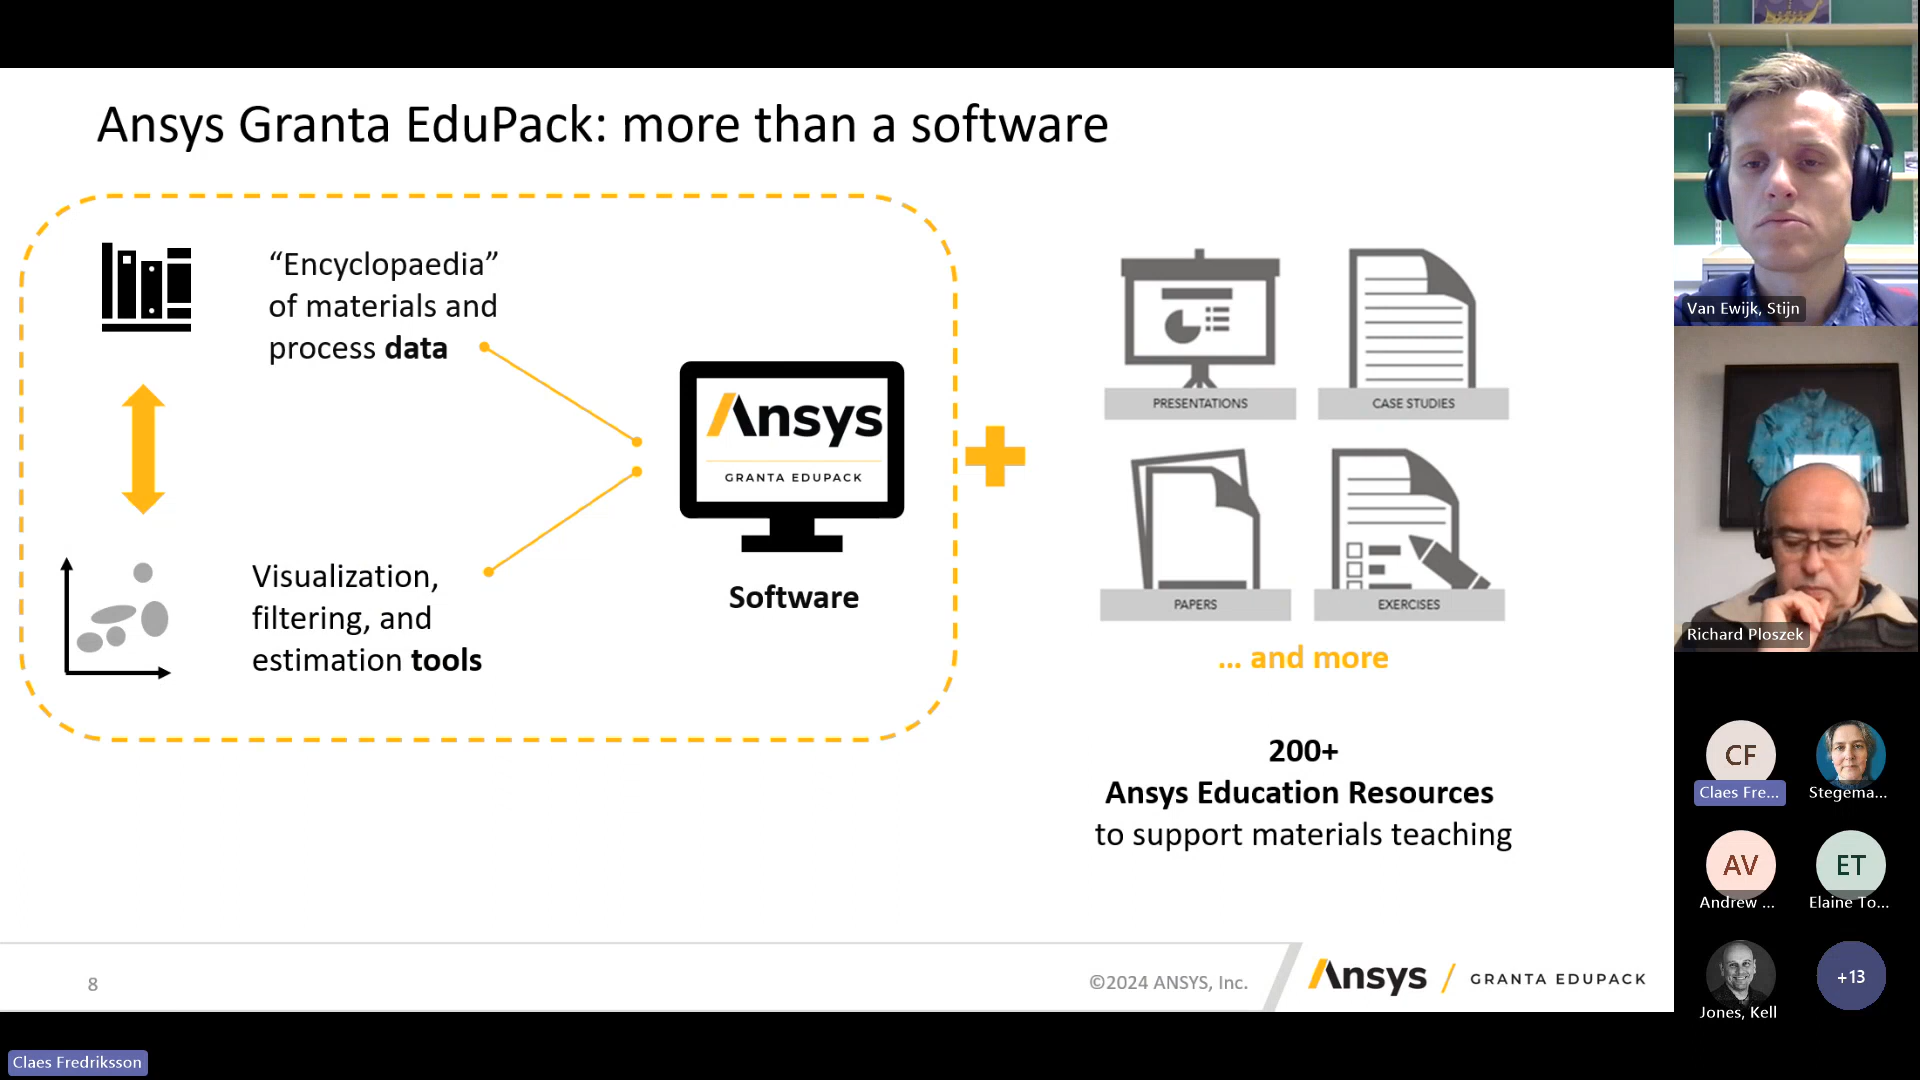 Ansys Granta EduPack: more than a software
“Encyclopaedia”
of materials and
process data
Visualization,
filtering, and
estimation tools
Ansys
GRANTA EDUPACK
Software
PRESENTATIONS
CASE STUDIES
PAPERS
EXERCISES
... and more
200+
Ansys Education Resources
to support materials teaching
8
©2024 ANSYS, Inc.
Ansys / GRANTA EDUPACK
Van Ewijk, Stijn
Richard Ploszek
CF
Claes Fre...
Stegema...
AV
Andrew ...
ET
Elaine To...
Jones, Kell
+13
Claes Fredriksson